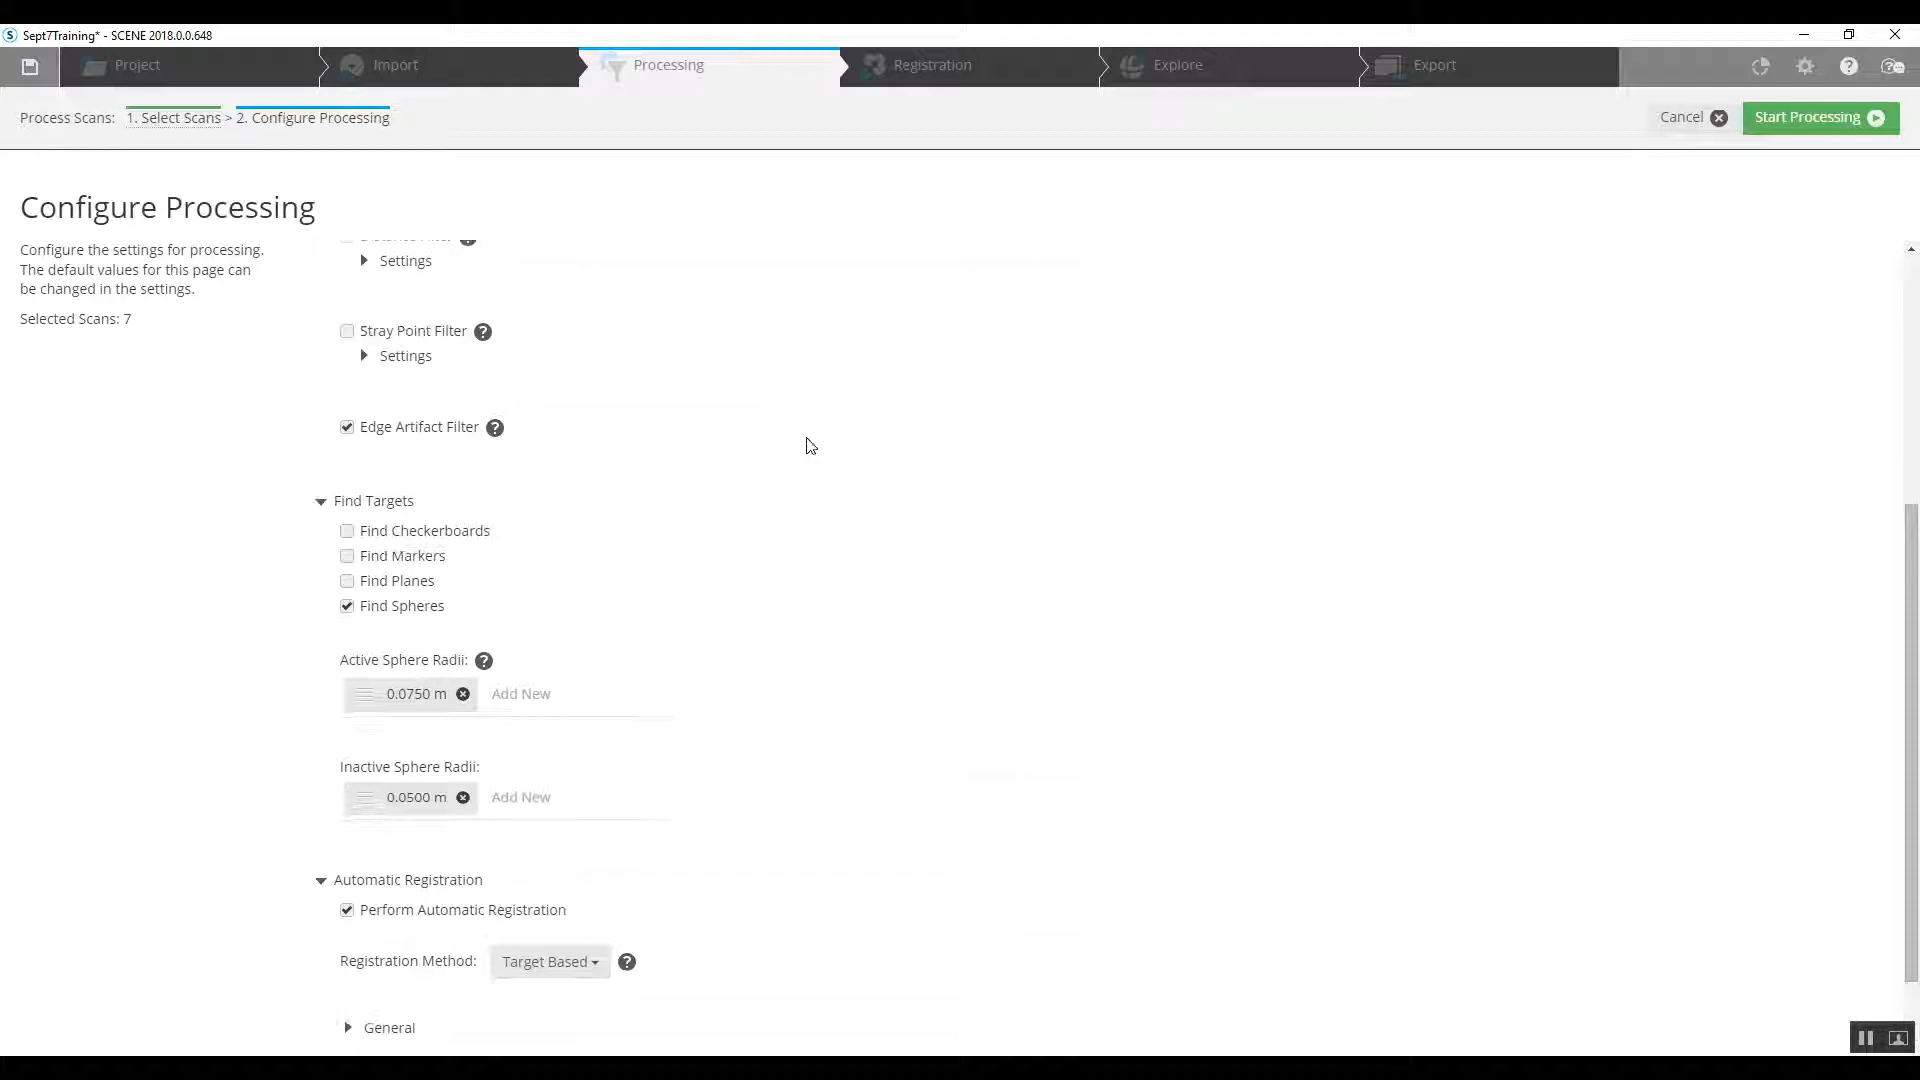 Sept7Training* - SCENE 2018.0.0.648
Project
Import
Processing
Registration
Explore
Export
Process Scans: 1. Select Scans > 2. Configure Processing
Cancel
Start Processing
Configure Processing
Configure the settings for processing.
The default values for this page can
be changed in the settings.
Selected Scans: 7
Settings
Stray Point Filter
Settings
Edge Artifact Filter
Find Targets
Find Checkerboards
Find Markers
Find Planes
Find Spheres
Active Sphere Radii:
0.0750 m Add New
Inactive Sphere Radii:
0.0500 m Add New
Automatic Registration
Perform Automatic Registration
Registration Method: Target Based
General